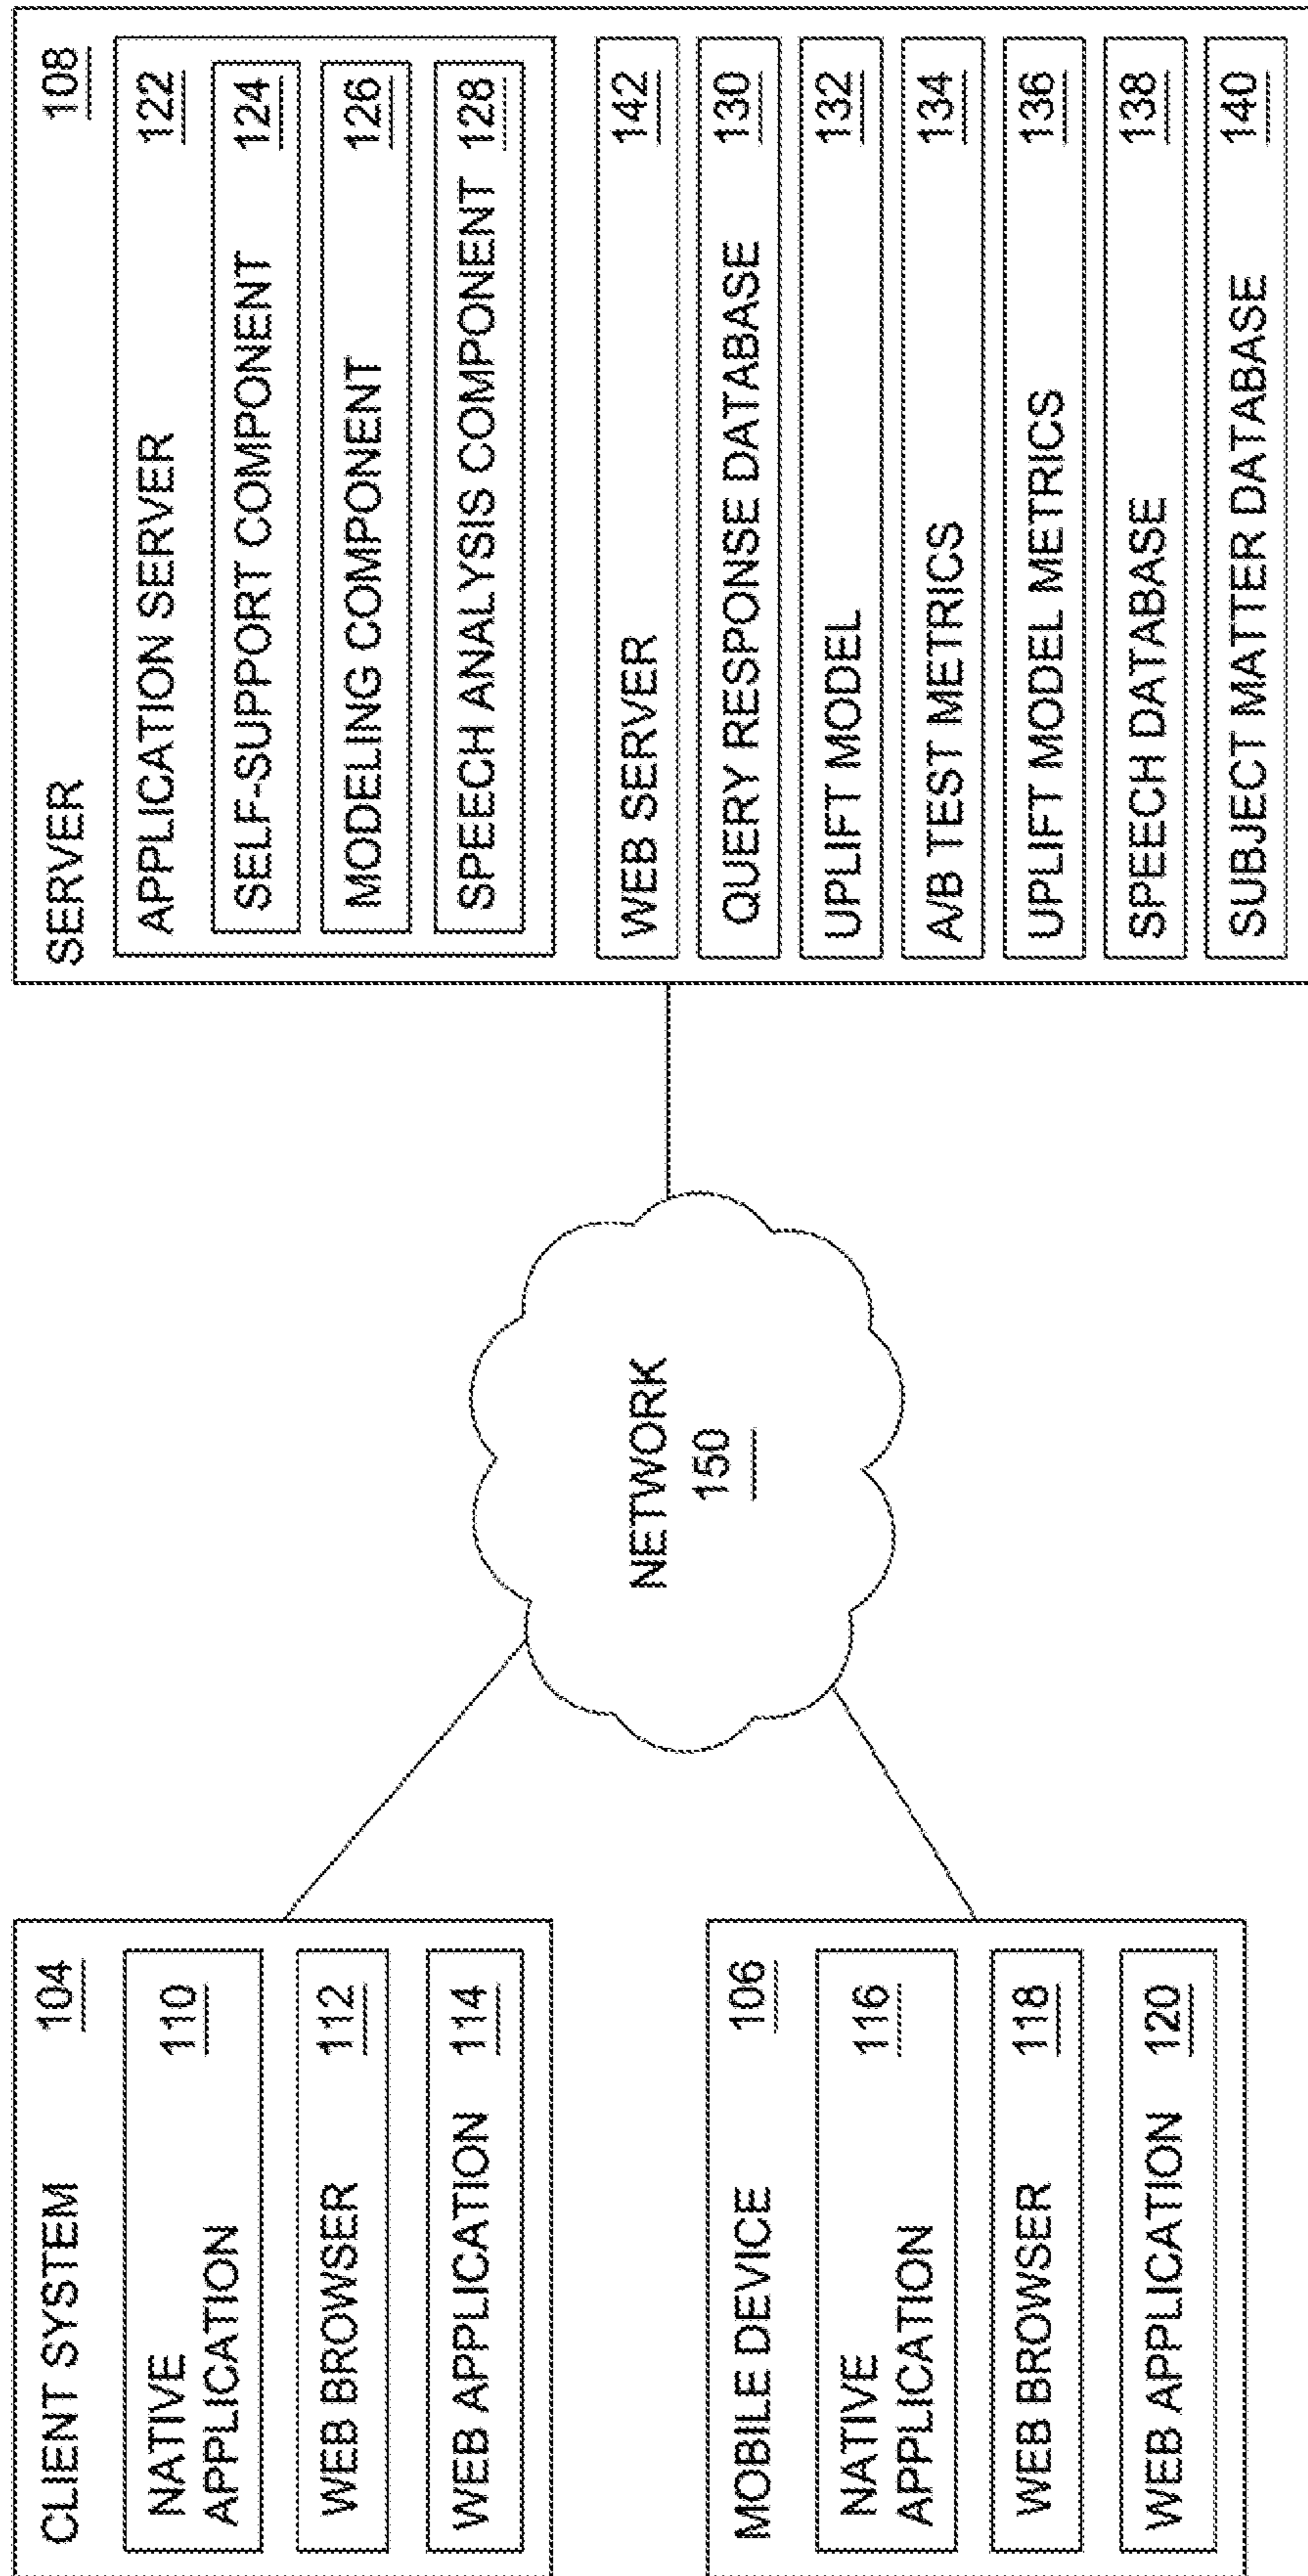 CLIENT SYSTEM 104
NATIVE 110
APPLICATION
WEB BROWSER 112
WEB APPLICATION 114
MOBILE DEVICE 106
NATIVE 116
APPLICATION
WEB BROWSER 118
WEB APPLICATION 120
NETWORK
150
SERVER 108
APPLICATION SERVER 122
SELF-SUPPORT COMPONENT 124
MODELING COMPONENT 126
SPEECH ANALYSIS COMPONENT 128
WEB SERVER 142
QUERY RESPONSE DATABASE 130
UPLIFT MODEL 132
A/B TEST METRICS 134
UPLIFT MODEL METRICS 136
SPEECH DATABASE 138
SUBJECT MATTER DATABASE 140